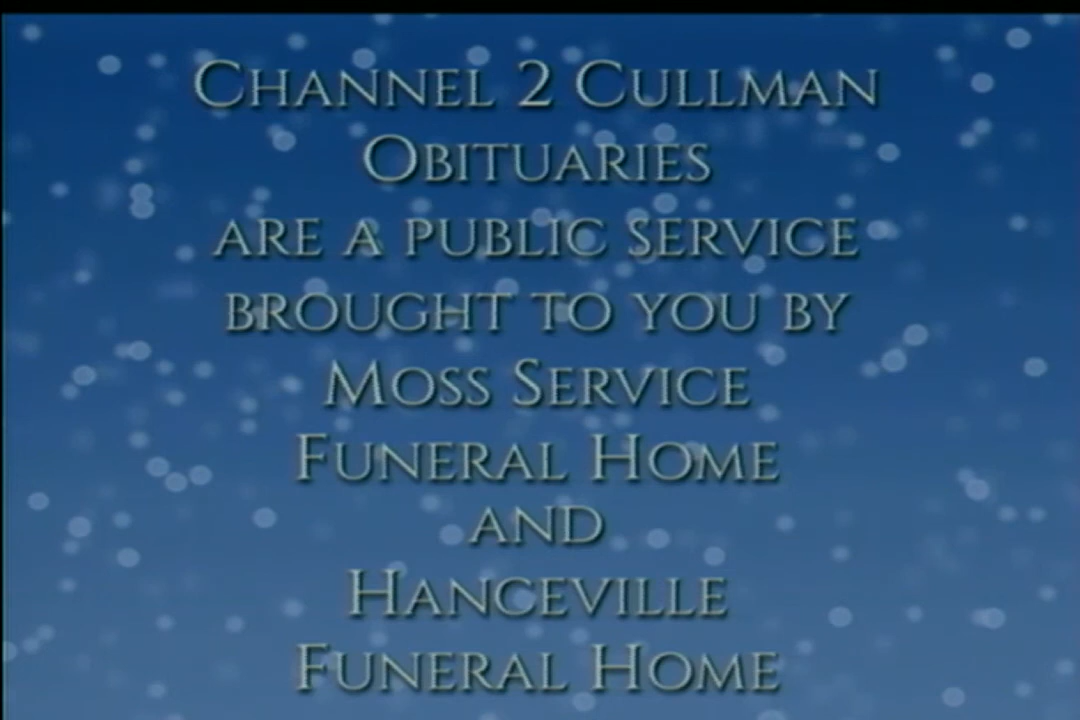 Channel 2 Cullman
Obituaries
are a public service
brought to you by
Moss Service
Funeral Home
and
Hanceville
Funeral Home